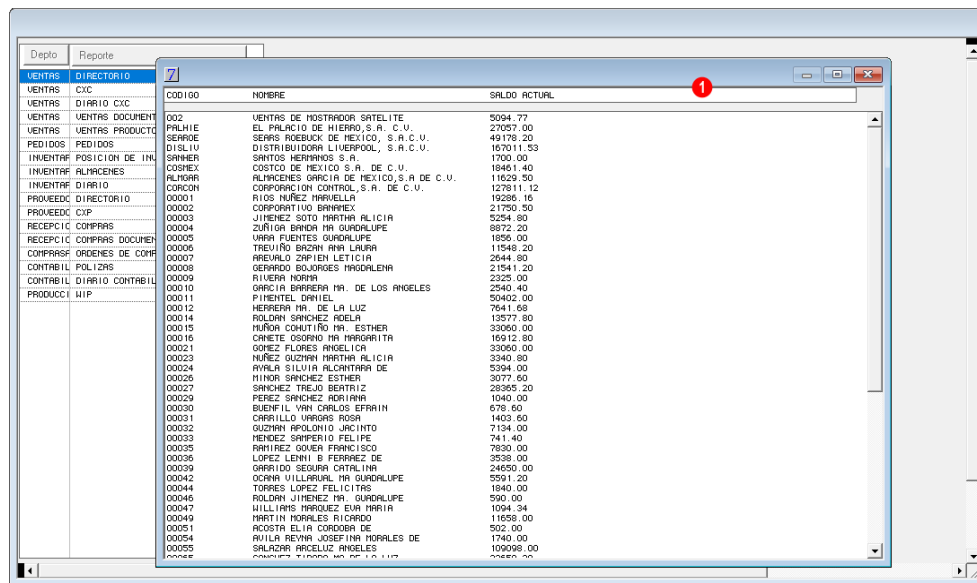 Depto Reporte
VENTAS DIRECTORIO
VENTAS CXC
VENTAS DIARIO CXC
VENTAS VENTAS DOCUMENT
VENTAS VENTAS PRODUCTO
PEDIDOS PEDIDOS
INVENTAR POSICION DE INV
INVENTAR ALMACENES
INVENTAR DIARIO
PROVEEDO DIRECTORIO
PROVEEDO CXP
RECEPCIO COMPRAS
RECEPCIO COMPRAS DOCUMEN
COMPRASF ORDENES DE COMP
CONTABIL POLIZAS
CONTABIL DIARIO CONTABIL
PRODUCCI WIP
7
1
CODIGO NOMBRE SALDO ACTUAL
002 VENTAS DE MOSTRADOR SATELITE 5094.77
PALHIE EL PALACIO DE HIERRO,S.A. C.V. 27057.00
SEAROE SEARS ROEBUCK DE MEXICO, S.A.C.V. 49178.20
DISLIV DISTRIBUIDORA LIVERPOOL, S.A.C.V. 167011.53
SANHER SANTOS HERMANOS S.A. 1700.00
COSMEX COSTCO DE MEXICO S.A. DE C.V. 18461.40
ALMGAR ALMACENES GARCIA DE MEXICO,S.A DE C.V. 11629.50
CORCON CORPORACION CONTROL,S.A. DE C.V. 127811.12
00001 RIOS NUÑEZ MARVELLA 19286.16
00002 CORPORATIVO BANAMEX 21750.50
00003 JIMENEZ SOTO MARTHA ALICIA 5254.80
00004 ZUÑIGA BANDA MA GUADALUPE 8872.20
00005 VARA FUENTES GUADALUPE 1856.00
00006 TREVIÑO BAZAN ANA LAURA 11548.20
00007 AREVALO ZAPIEN LETICIA 2644.80
00008 GERARDO BOJORGES MAGDALENA 21541.20
00009 RIVERA NORMA 2325.00
00010 GARCIA BARRERA MA. DE LOS ANGELES 2540.40
00011 PIMENTEL DANIEL 50402.00
00012 HERRERA MA. DE LA LUZ 7641.68
00014 ROLDAN SANCHEZ ADELA 13577.80
00015 MUÑOA COHUTIÑO MA. ESTHER 33060.00
00016 CANETE OSORNO MA MARGARITA 16912.80
00021 GOMEZ FLORES ANGELICA 33060.00
00023 NUÑEZ GUZMAN MARTHA ALICIA 3340.80
00024 AYALA SILVIA ALCANTARA DE 5394.00
00026 MINOR SANCHEZ ESTHER 3077.60
00027 SANCHEZ TREJO BEATRIZ 28365.20
00029 PEREZ SANCHEZ ADRIANA 1040.00
00030 BUENFIL YAN CARLOS EFRAIN 678.60
00031 CARRILLO VARGAS ROSA 1403.60
00032 GUZMAN APOLONIO JACINTO 7134.00
00033 MENDEZ SAMPERIO FELIPE 741.40
00035 RAMIREZ GOVEA FRANCISCO 7830.00
00036 LOPEZ LENNI B FERRAEZ DE 3538.00
00039 GARRIDO SEGURA CATALINA 24650.00
00042 OCANA VILLARUAL MA GUADALUPE 5591.20
00044 TORRES LOPEZ FELICITAS 1840.00
00046 ROLDAN JIMENEZ MA. GUADALUPE 590.00
00047 WILLIAMS MARQUEZ EVA MARIA 1094.34
00049 MARTIN MORALES RICARDO 11658.00
00051 ACOSTA ELIA CORDOBA DE 502.00
00054 AVILA REYNA JOSEFINA MORALES DE 1740.00
00055 SALAZAR ARCELUZ ANGELES 109098.00